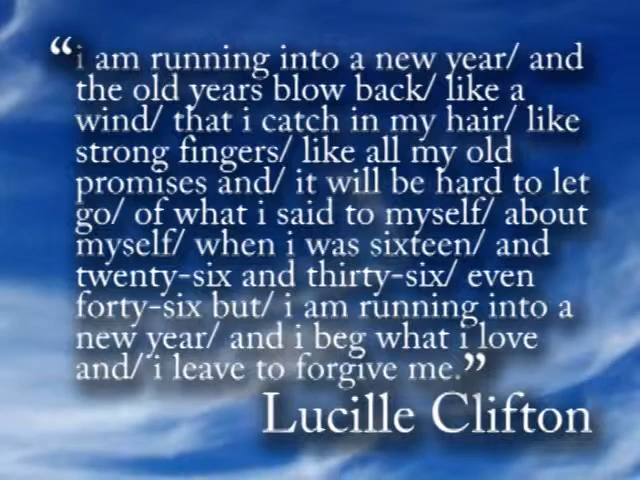 “i am running into a new year/ and
the old years blow back/ like a
wind/ that i catch in my hair/ like
strong fingers/ like all my old
promises and/ it will be hard to let
go/ of what i said to myself/ about
myself/ when i was sixteen/ and
twenty-six and thirty-six/ even
forty-six but/ i am running into a
new year/ and i beg what i love
and/ i leave to forgive me.”
Lucille Clifton